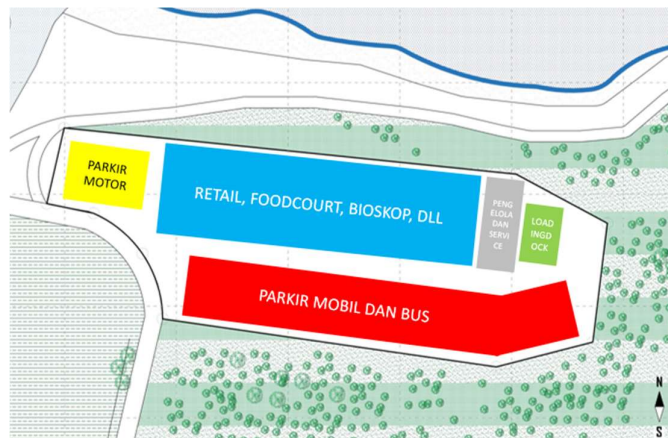 PARKIR
MOTOR
RETAIL, FOODCOURT, BIOSKOP, DLL
PENG
ELOLA
DAN
SERVI
CE
LOAD
INGD
OCK
PARKIR MOBIL DAN BUS
N
S